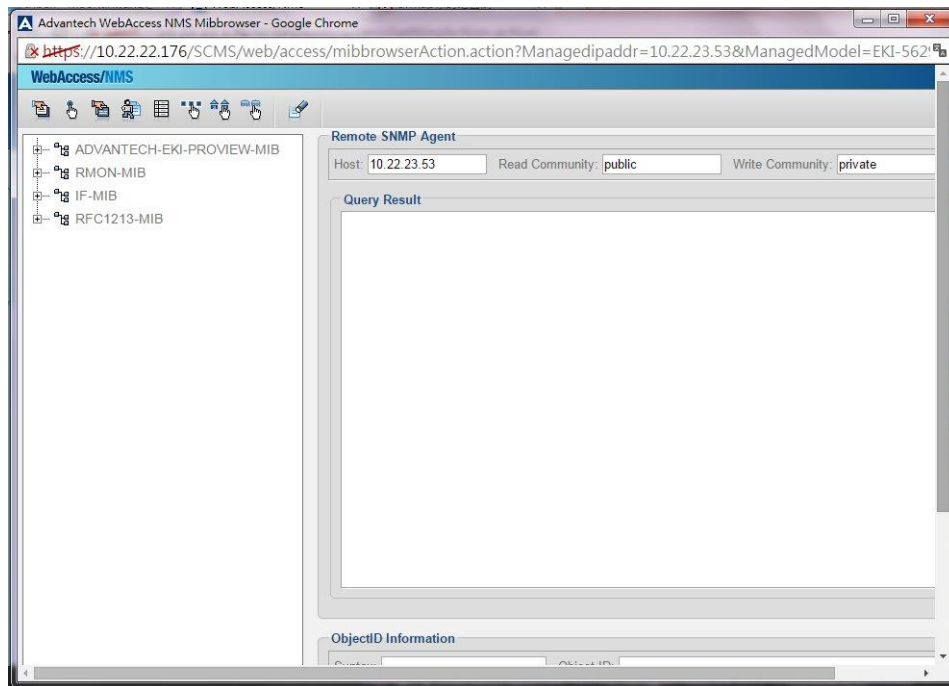 Advantech WebAccess NMS Mibbrowser - Google Chrome
https://10.22.22.176/SCMS/web/access/mibbrowserAction.action?Managedipaddr=10.22.23.53&ManagedModel=EKI-562
WebAccess/NMS
ADVANTECH-EKI-PROVIEW-MIB
RMON-MIB
IF-MIB
RFC1213-MIB
Remote SNMP Agent
Host: 10.22.23.53 Read Community: public Write Community: private
Query Result
ObjectID Information